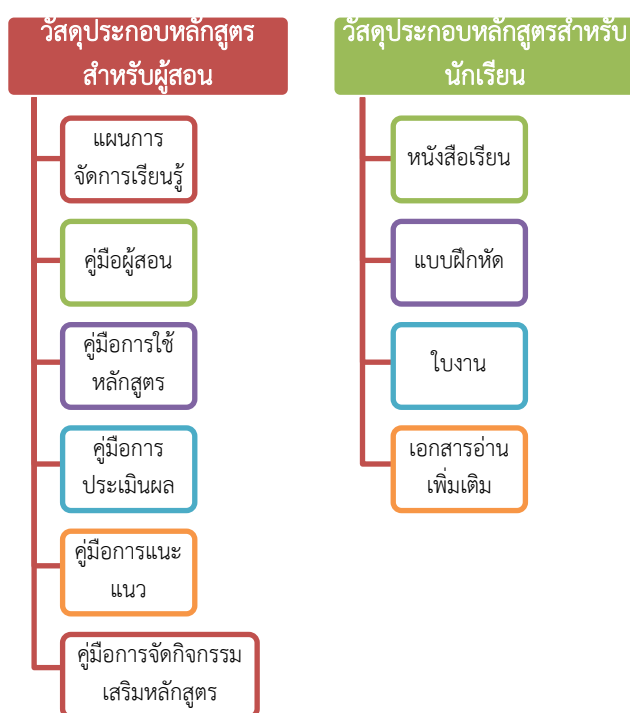 วัสดุประกอบหลักสูตร
สำหรับผู้สอน
แผนการ
จัดการเรียนรู้
คู่มือผู้สอน
คู่มือการใช้
หลักสูตร
คู่มือการ
ประเมินผล
คู่มือการแนะ
แนว
คู่มือการจัดกิจกรรม
เสริมหลักสูตร
วัสดุประกอบหลักสูตรสำหรับ
นักเรียน
หนังสือเรียน
แบบฝึกหัด
ใบงาน
เอกสารอ่าน
เพิ่มเติม